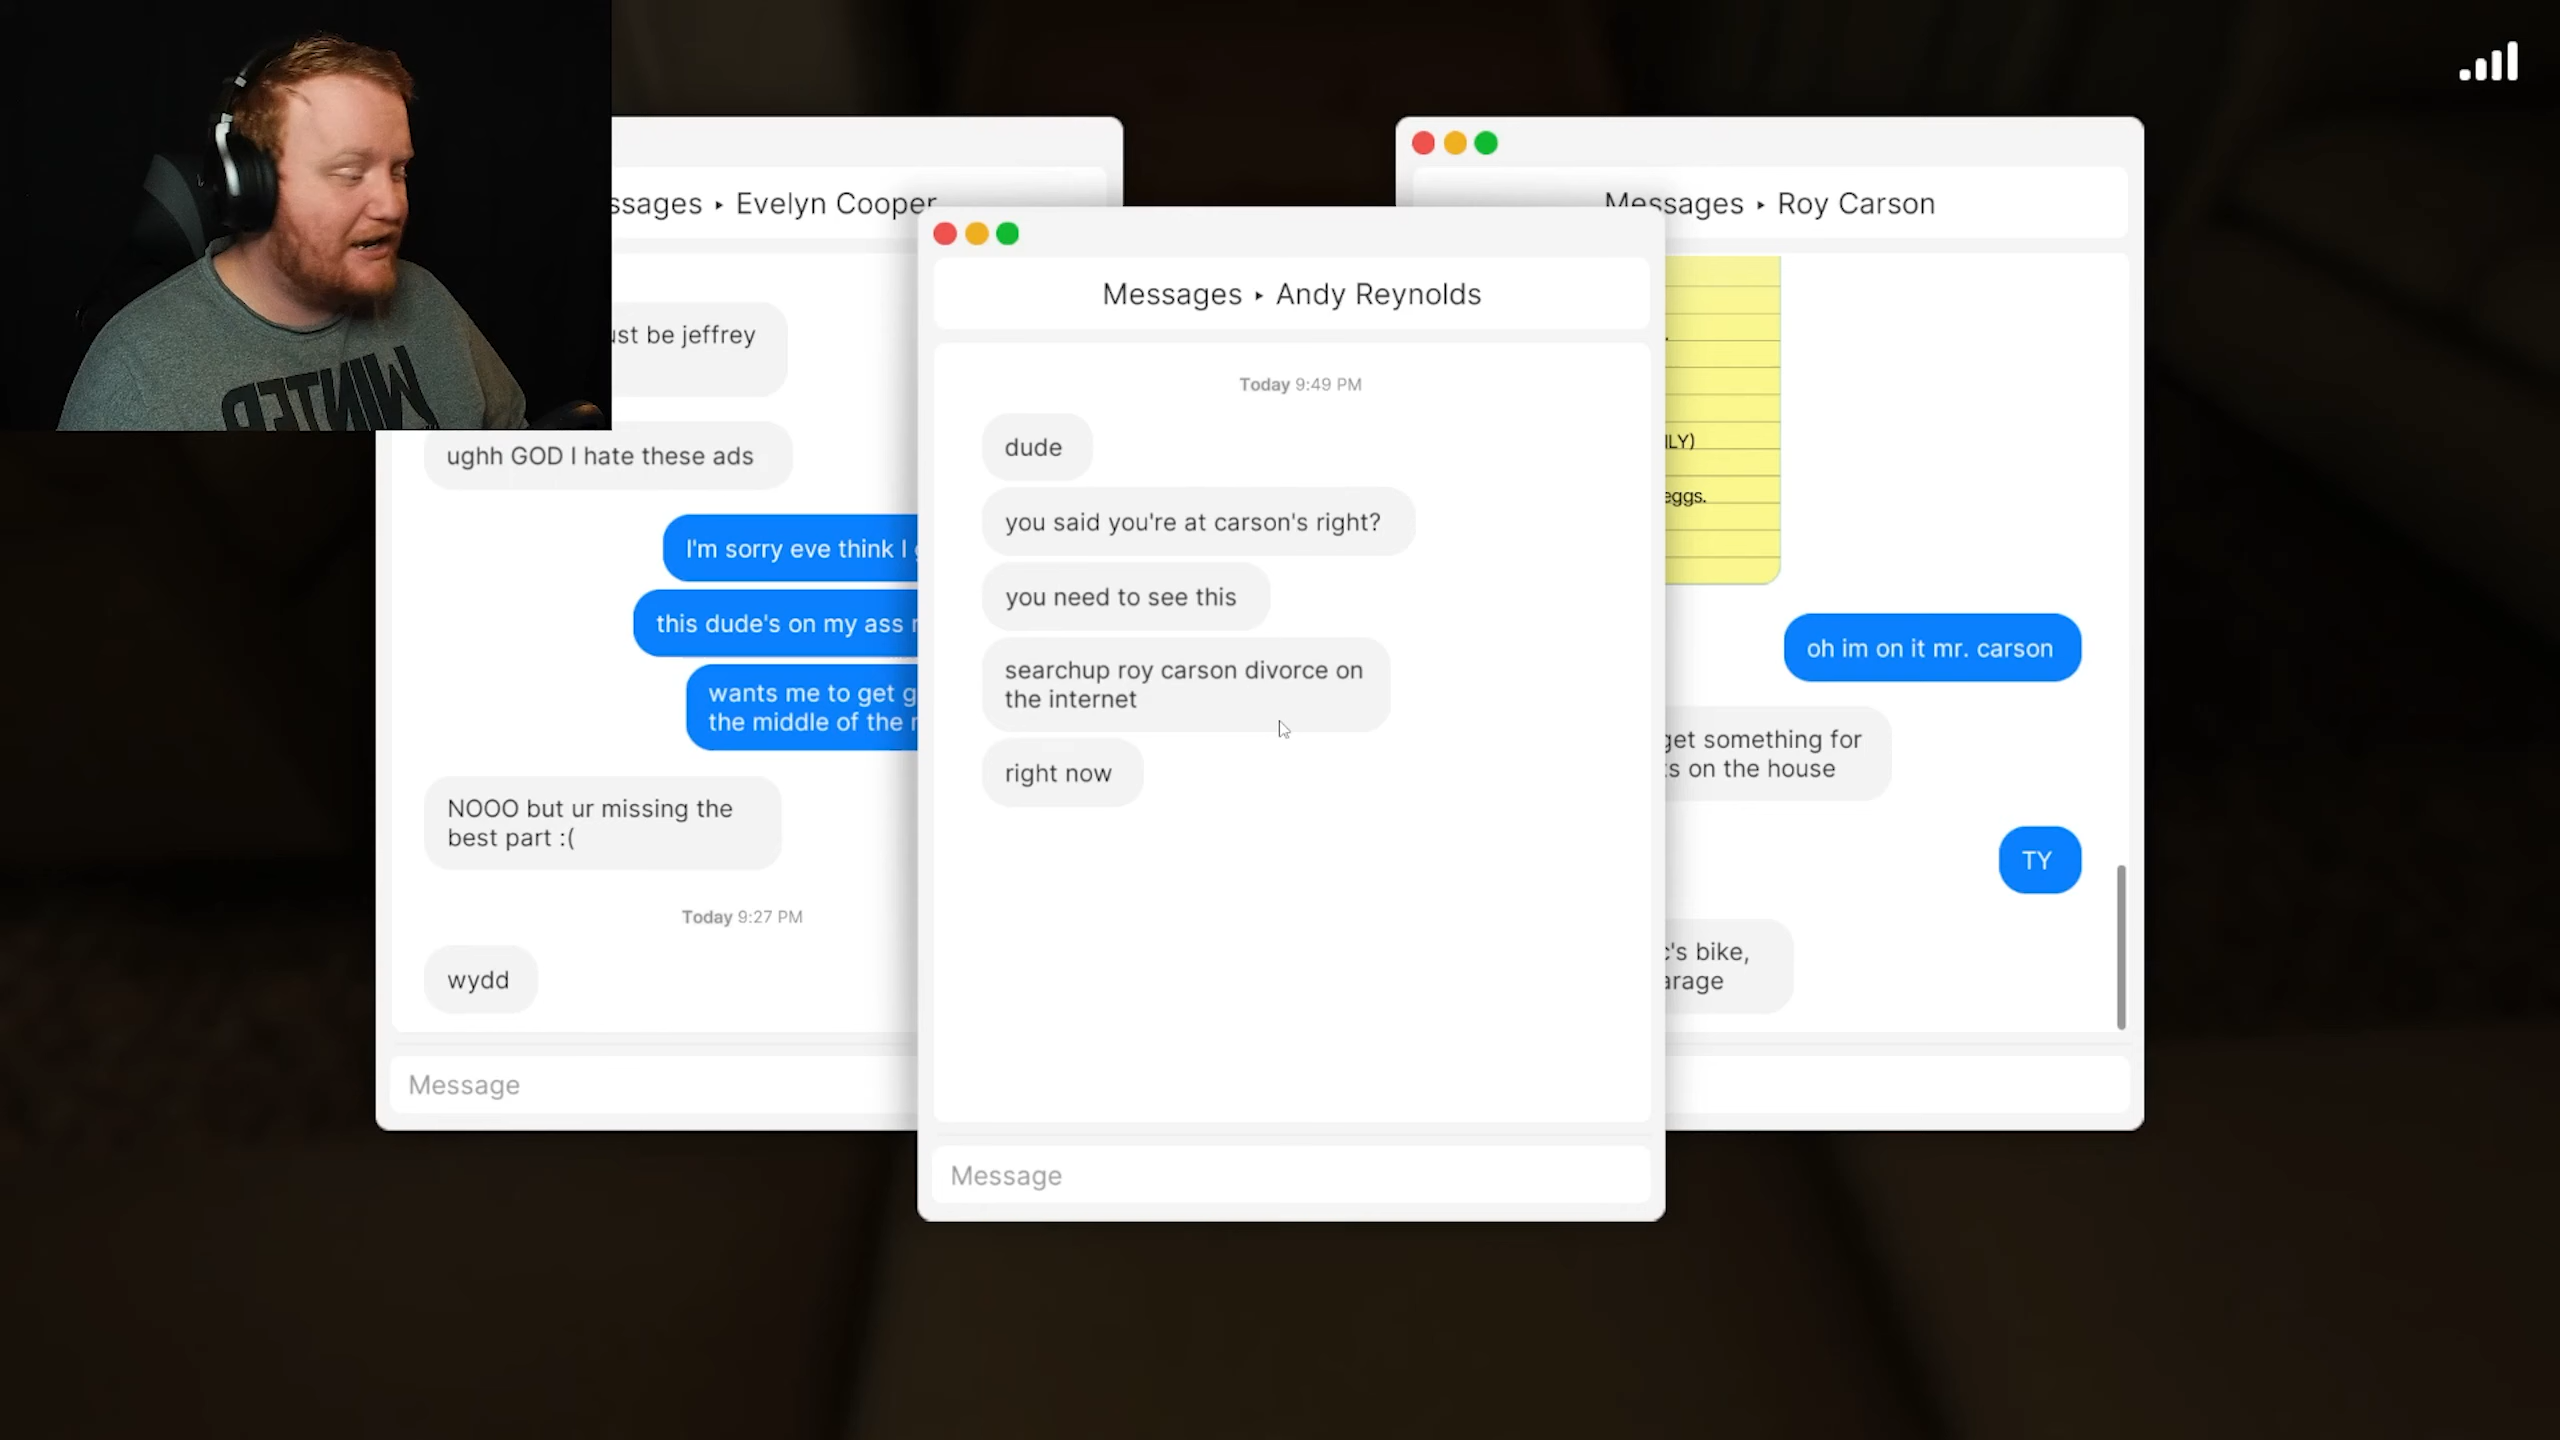 Evelyn Cooper
be jeffrey
ughh GOD I hate these ads
I'm sorry eve think I
this dude's on my ass
wants me to get
the middle of the
NOOO but ur missing the
best part :(
Today 9:27 PM
wydd
Message
Messages ▸ Andy Reynolds
Today 9:49 PM
dude
you said you're at carson's right?
you need to see this
searchup roy carson divorce on
the internet
right now
Message
Messages ▸ Roy Carson
eggs.
oh im on it mr. carson
get something for
on the house
TY
bike,
WINTER